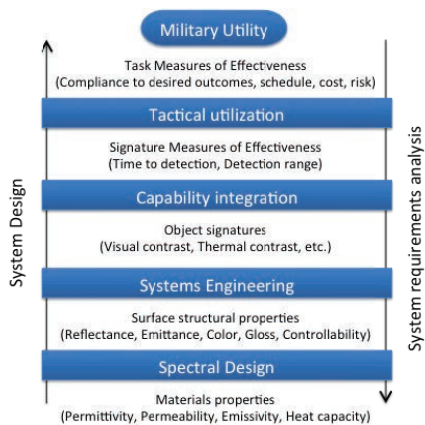 Military Utility
Task Measures of Effectiveness
(Compliance to desired outcomes, schedule, cost, risk)
Tactical utilization
Signature Measures of Effectiveness
(Time to detection, Detection range)
Capability integration
Object signatures
(Visual contrast, Thermal contrast, etc.)
Systems Engineering
Surface structural properties
(Reflectance, Emittance, Color, Gloss, Controllability)
Spectral Design
Materials properties
(Permittivity, Permeability, Emissivity, Heat capacity)
System Design
System requirements analysis